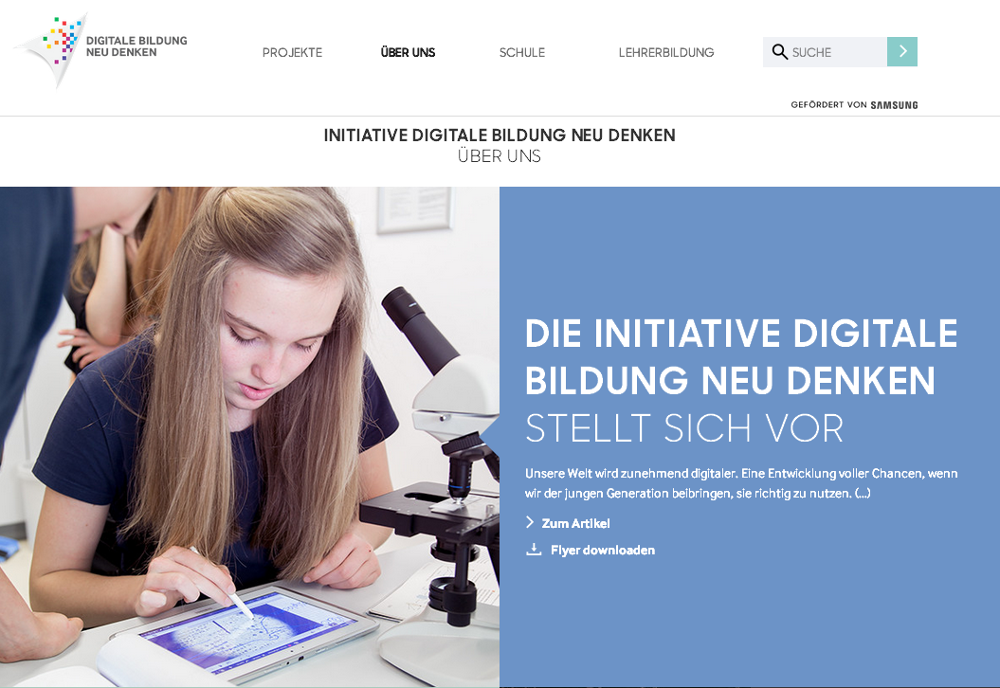 DIGITALE BILDUNG
NEU DENKEN
PROJEKTE
ÜBER UNS
SCHULE
LEHRERBILDUNG
SUCHE
GEFÖRDERT VON SAMSUNG
INITIATIVE DIGITALE BILDUNG NEU DENKEN
ÜBER UNS
DIE INITIATIVE DIGITALE
BILDUNG NEU DENKEN
STELLT SICH VOR
Unsere Welt wird zunehmend digitaler. Eine Entwicklung voller Chancen, wenn
wir der jungen Generation beibringen, sie richtig zu nutzen. (...)
Zum Artikel
Flyer downloaden